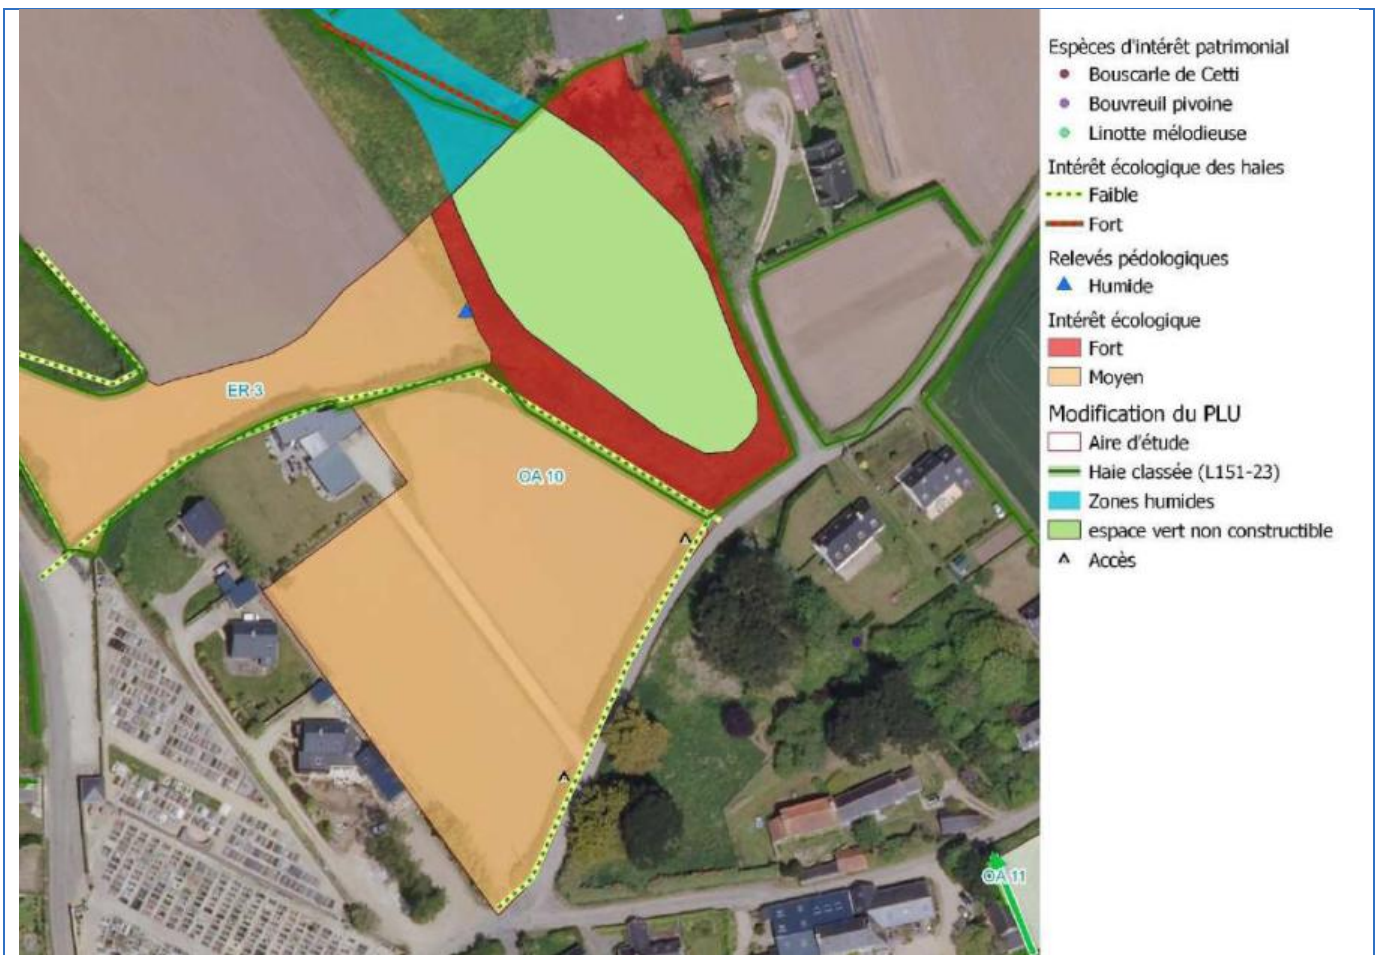 Espèces d'intérêt patrimonial
Bouscarle de Cetti
Bouvreuil pivoine
Linotte mélodieuse
Intérêt écologique des haies
Faible
Fort
Relevés pédologiques
Humide
Intérêt écologique
Fort
Moyen
Modification du PLU
Aire d'étude
Haie classée (L151-23)
Zones humides
espace vert non constructible
Accès
ER 3
OA 10
OA 11